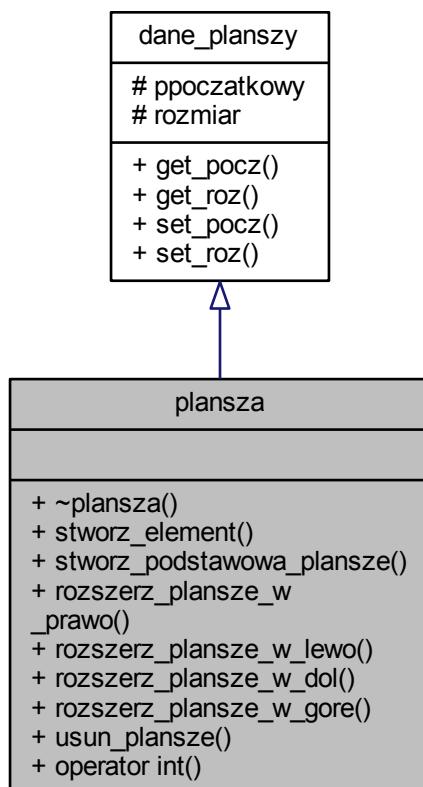 dane_planszy
# ppoczatkowy
# rozmiar
+ get_pocz()
+ get_roz()
+ set_pocz()
+ set_roz()
plansza
+ ~plansza()
+ stworz_element()
+ stworz_podstawowa_plansze()
+ rozszerz_plansze_w
_prawo()
+ rozszerz_plansze_w_lewo()
+ rozszerz_plansze_w_dol()
+ rozszerz_plansze_w_gore()
+ usun_plansze()
+ operator int()